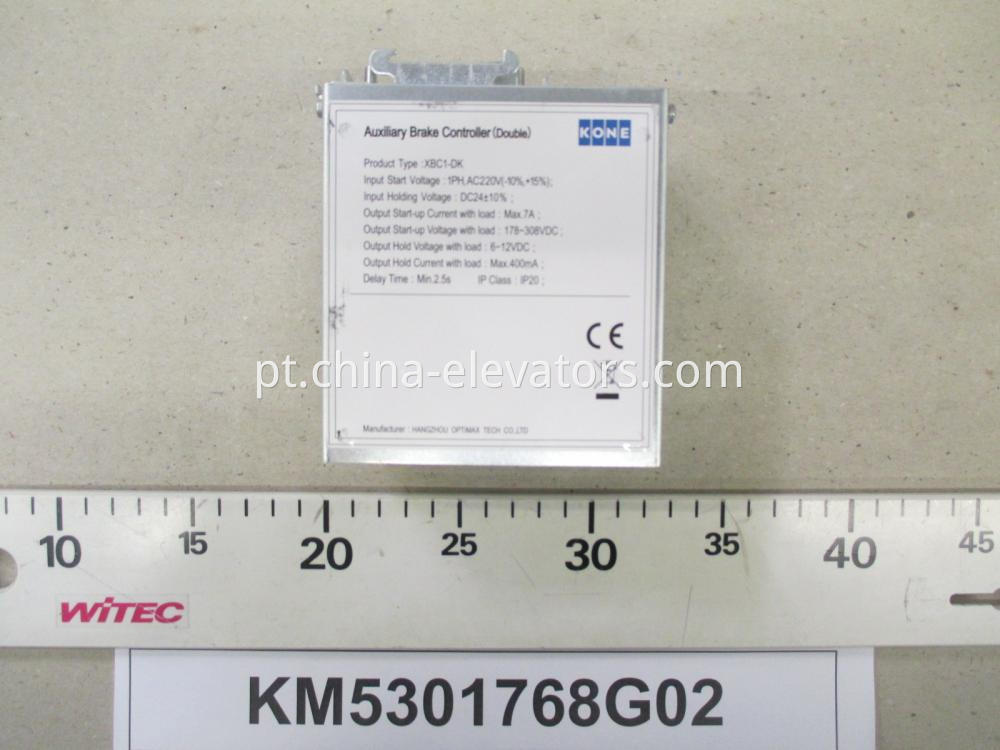 Auxiliary Brake Controller(Double)
KONE
Product Type :XBC1-DK
Input Start Voltage : 1PH,AC220V(-10%,+15%);
Input Holding Voltage : DC24±10% ;
Output Start-up Current with load : Max.7A ;
Output Start-up Voltage with load : 178~308VDC ;
Output Hold Voltage with load : 6~12VDC ;
Output Hold Current with load : Max.400mA ;
Delay Time : Min.2.5s IP Class : IP20 ;
CE
pt.china-elevators.com
Manufacturer : HANGZHOU OPTIMAX TECH CO.,LTD
10 15 20 25 30 35 40 45
WiTEC
KM5301768G02